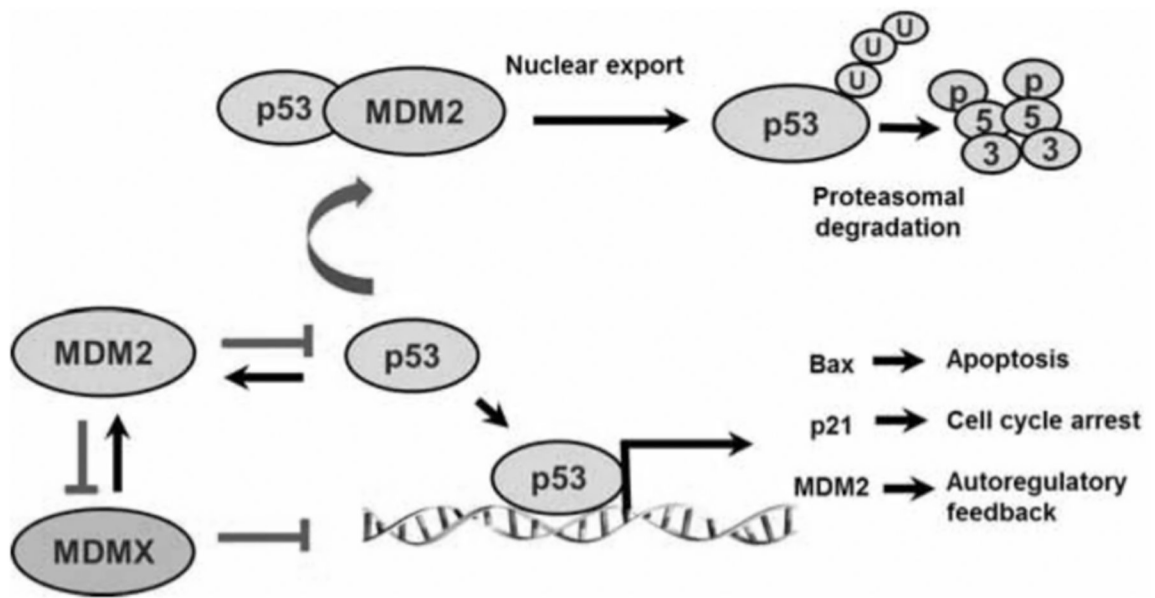 U
U
U
Nuclear export
p53 MDM2
p53
p p
5 5
3 3
Proteasomal
degradation
MDM2
p53
Bax Apoptosis
p21 Cell cycle arrest
p53
MDM2 Autoregulatory
feedback
MDMX